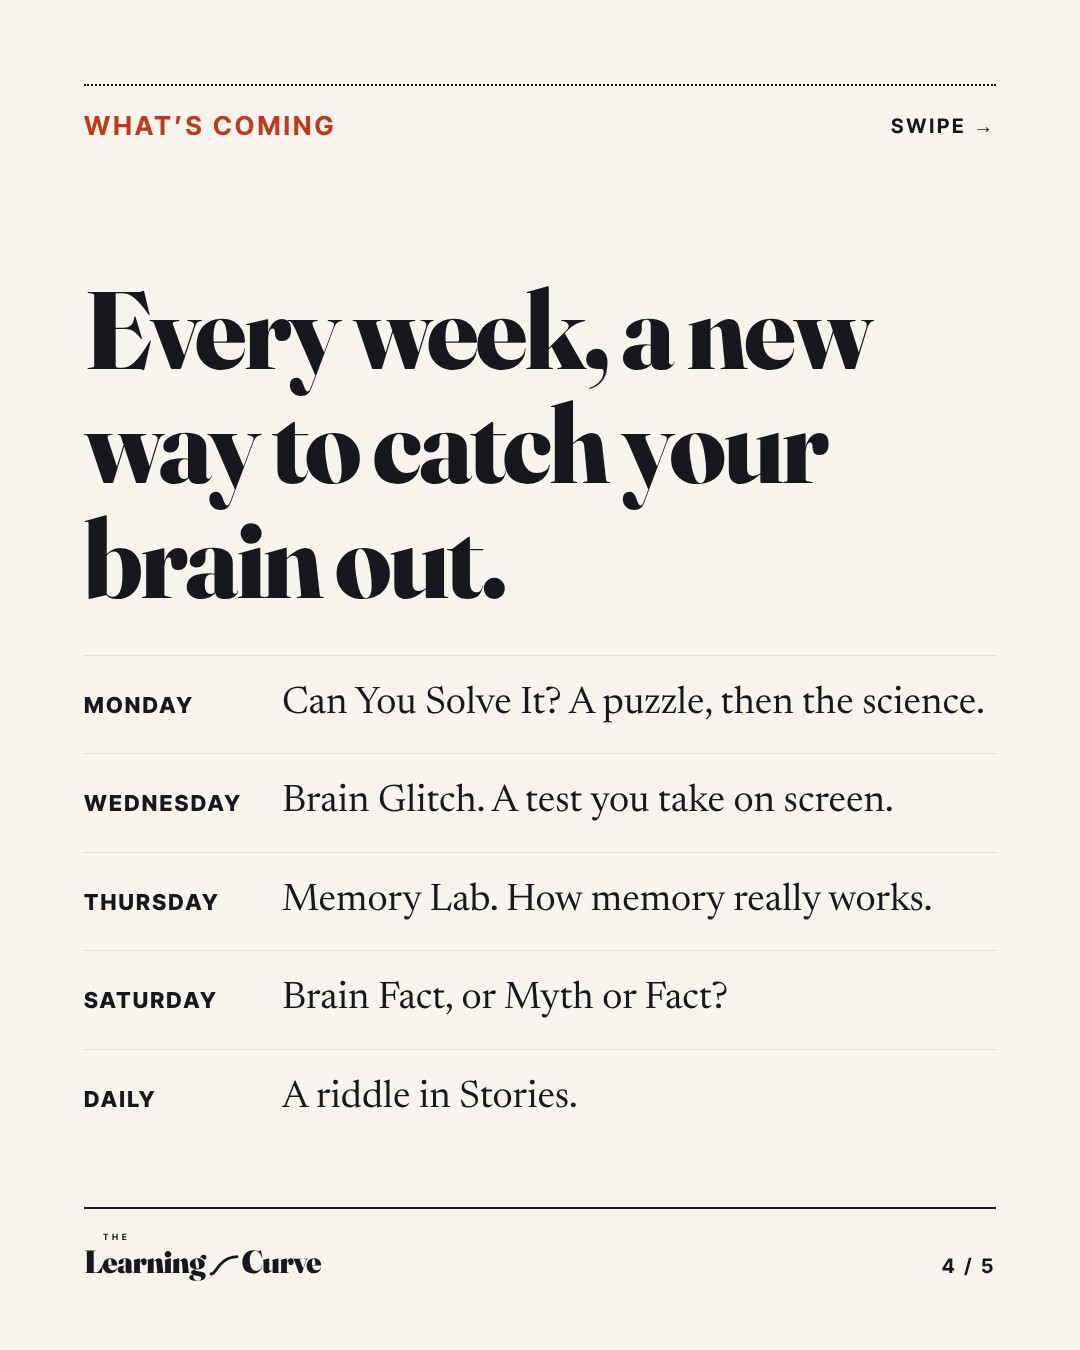 WHAT’S COMING
SWIPE →
Every week, a new
way to catch your
brain out.
MONDAY Can You Solve It? A puzzle, then the science.
WEDNESDAY Brain Glitch. A test you take on screen.
THURSDAY Memory Lab. How memory really works.
SATURDAY Brain Fact, or Myth or Fact?
DAILY A riddle in Stories.
THE
Learning Curve
4 / 5